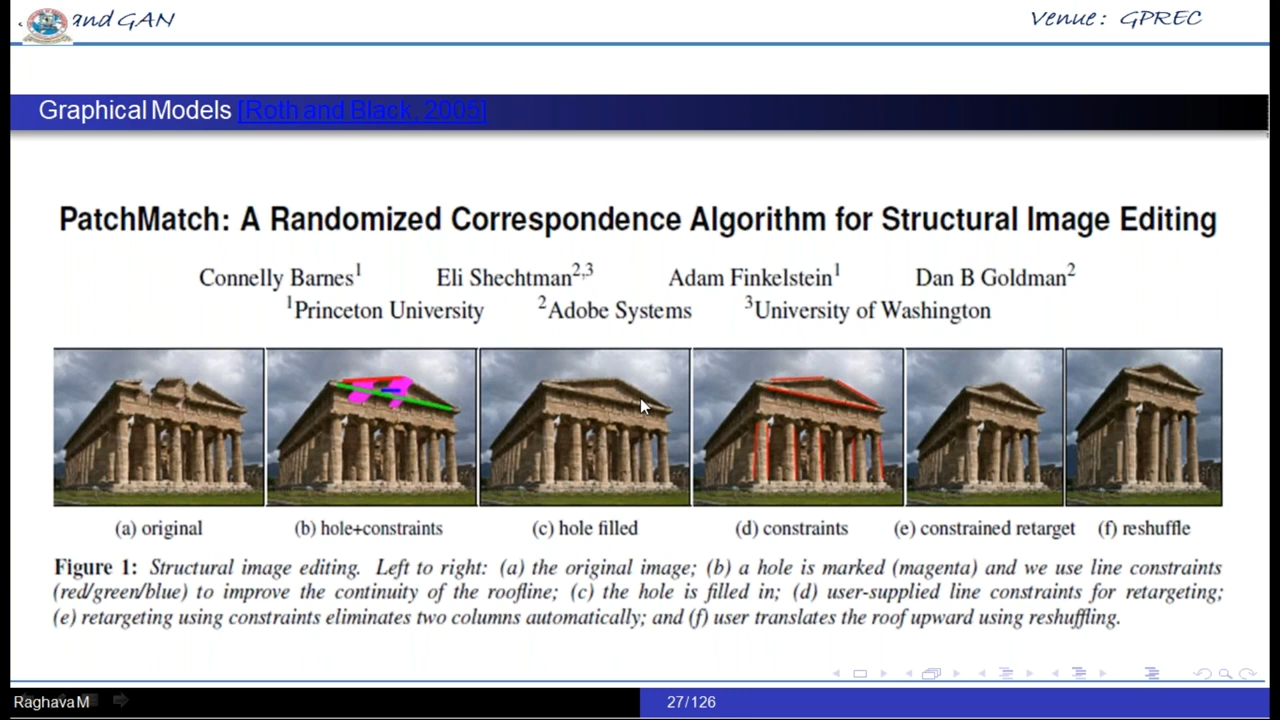 and GAN
Venue: GPREC
Graphical Models [Roth and Black, 2005]
PatchMatch: A Randomized Correspondence Algorithm for Structural Image Editing
Connelly Barnes1 Eli Shechtman2,3 Adam Finkelstein1 Dan B Goldman2
1Princeton University 2Adobe Systems 3University of Washington
(a) original (b) hole+constraints (c) hole filled (d) constraints (e) constrained retarget (f) reshuffle
Figure 1: Structural image editing. Left to right: (a) the original image; (b) a hole is marked (magenta) and we use line constraints
(red/green/blue) to improve the continuity of the roofline; (c) the hole is filled in; (d) user-supplied line constraints for retargeting;
(e) retargeting using constraints eliminates two columns automatically; and (f) user translates the roof upward using reshuffling.
Raghava M
27/126